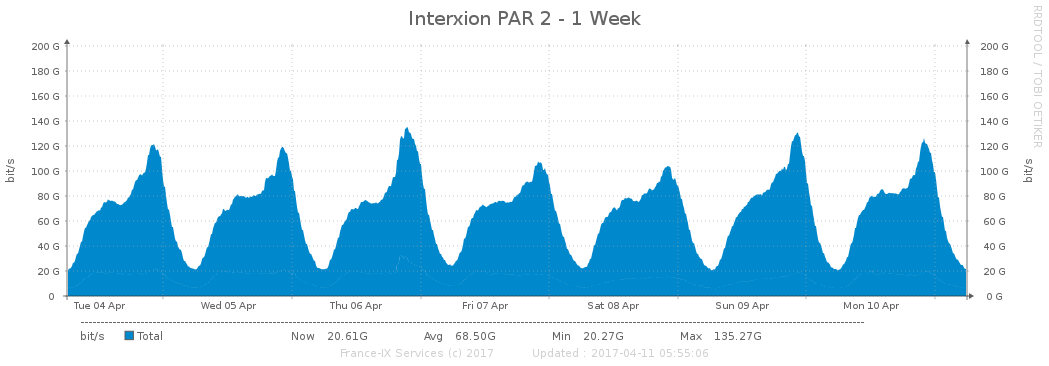 Interxion PAR 2 - 1 Week
RRDTOOL / TOBI OETIKER
bit/s
200 G 200 G
180 G 180 G
160 G 160 G
140 G 140 G
120 G 120 G
100 G 100 G
80 G 80 G
60 G 60 G
40 G 40 G
20 G 20 G
0 0 G
bit/s
Tue 04 Apr Wed 05 Apr Thu 06 Apr Fri 07 Apr Sat 08 Apr Sun 09 Apr Mon 10 Apr
bit/s Total Now 20.61G Avg 68.50G Min 20.27G Max 135.27G
France-IX Services (c) 2017 Updated : 2017-04-11 05:55:06